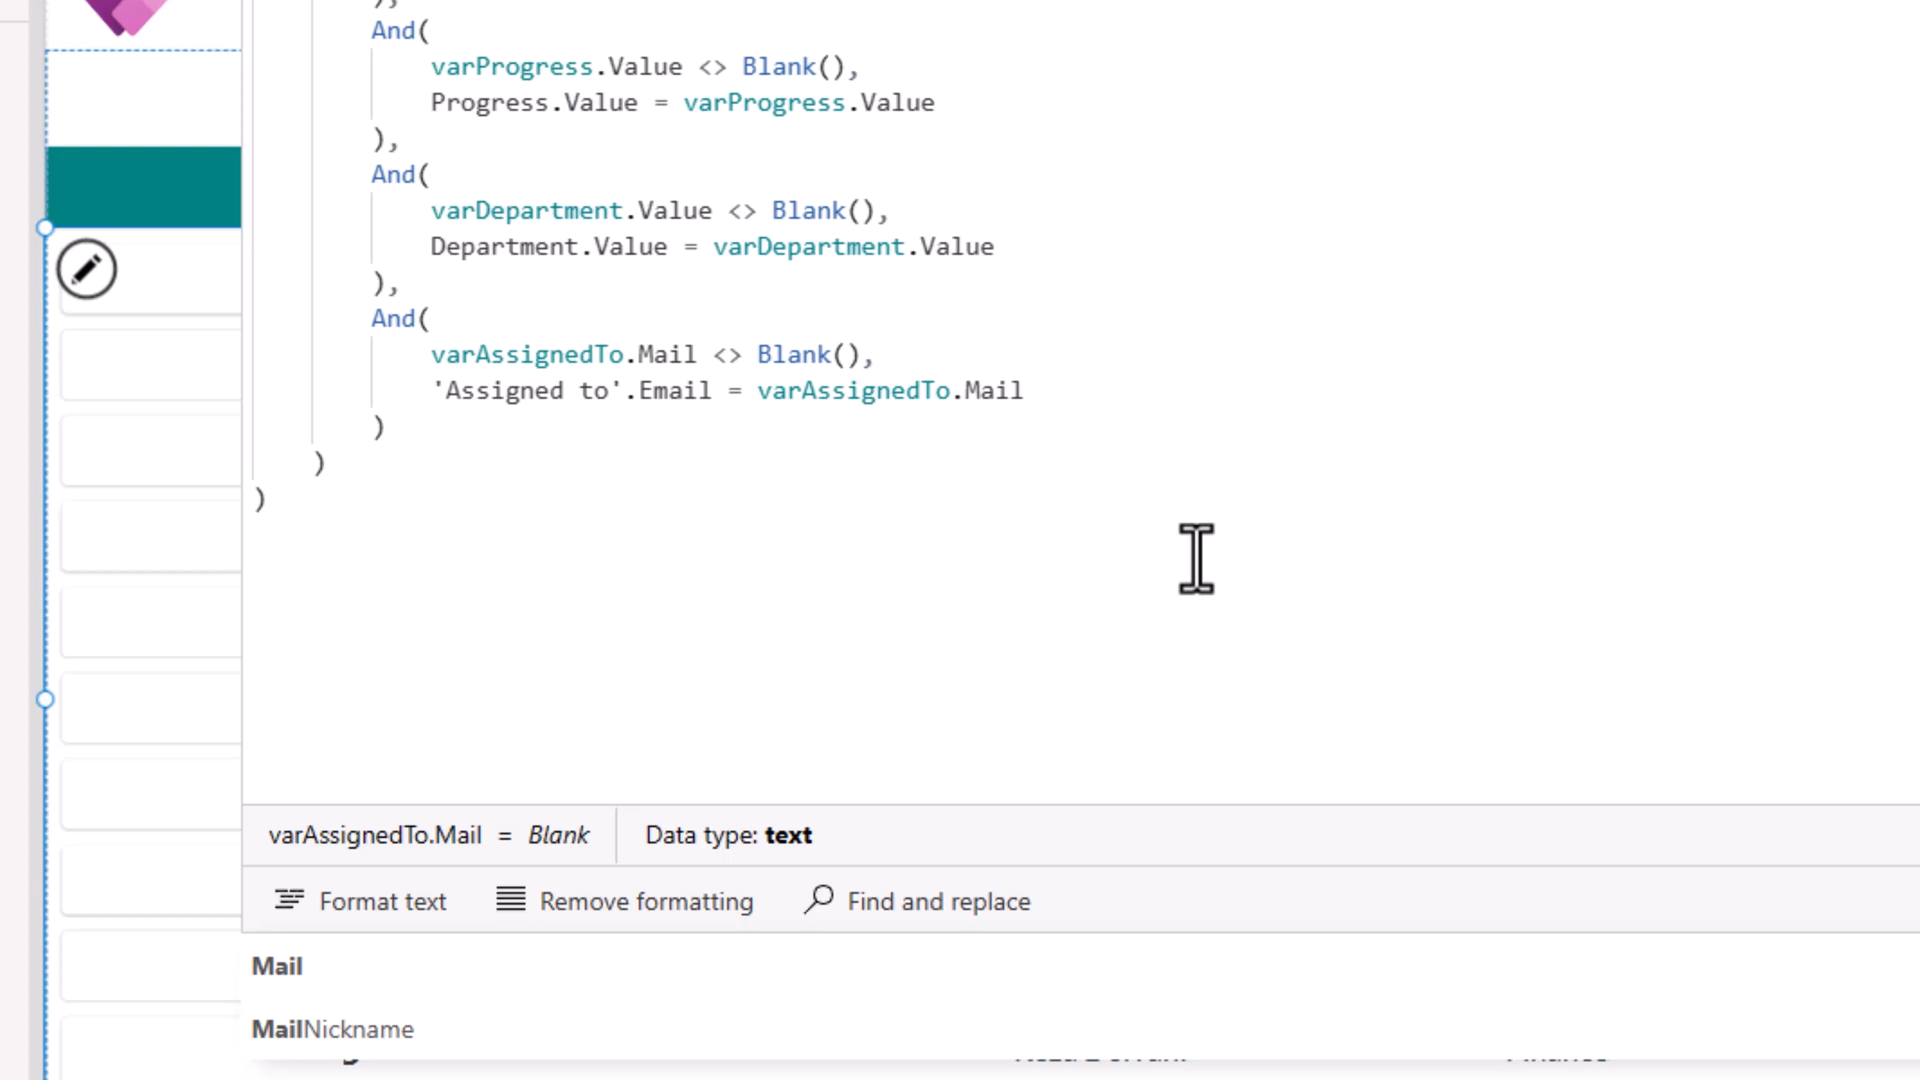 ),
And(
varProgress.Value <> Blank(),
Progress.Value = varProgress.Value
),
And(
varDepartment.Value <> Blank(),
Department.Value = varDepartment.Value
),
And(
varAssignedTo.Mail <> Blank(),
'Assigned to'.Email = varAssignedTo.Mail
)
)
)
varAssignedTo.Mail = Blank Data type: text
Format text Remove formatting Find and replace
Mail
MailNickname